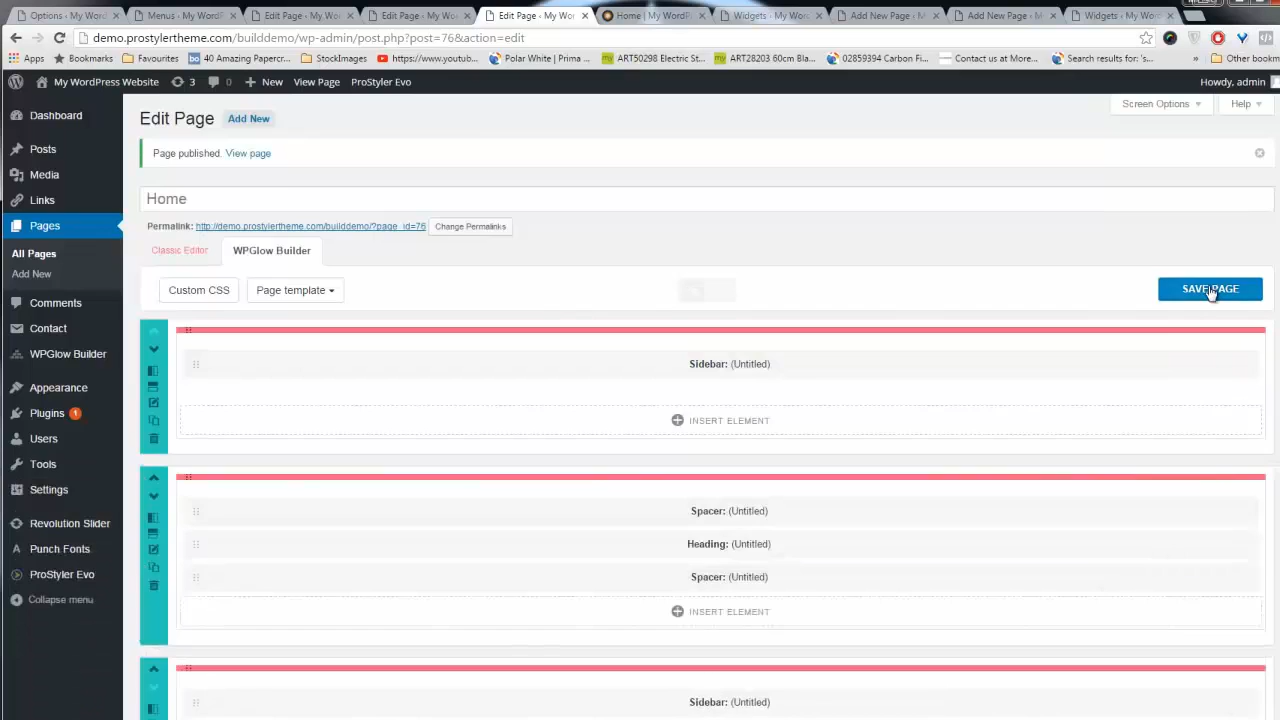 Options ‹ My Word
Menus ‹ My WordPr
Edit Page ‹ My Wor
Edit Page ‹ My Wo
Edit Page ‹ My Wo
Home | My WordPr
Widgets ‹ My Wor
Add New Page ‹ M
Add New Page ‹ M
Widgets ‹ My Wor
demo.prostylertheme.com/builddemo/wp-admin/post.php?post=76&action=edit
Apps
Bookmarks
Favourites
40 Amazing Papercr...
StockImages
https://www.youtub...
Polar White | Prima ...
ART50298 Electric St...
ART28203 60cm Bla...
02859394 Carbon Fi...
Contact us at More...
Search results for: 's...
»
Other bookm
My WordPress Website
3
0
New
View Page
ProStyler Evo
Howdy, admin
Dashboard
Posts
Media
Links
Pages
All Pages
Add New
Comments
Contact
WPGlow Builder
Appearance
Plugins 1
Users
Tools
Settings
Revolution Slider
Punch Fonts
ProStyler Evo
Collapse menu
Screen Options
Help
Edit Page
Add New
Page published. View page
Home
Permalink: http://demo.prostylertheme.com/builddemo/?page_id=76
Change Permalinks
Classic Editor
WPGlow Builder
Custom CSS
Page template
SAVE PAGE
Sidebar: (Untitled)
INSERT ELEMENT
Spacer: (Untitled)
Heading: (Untitled)
Spacer: (Untitled)
INSERT ELEMENT
Sidebar: (Untitled)